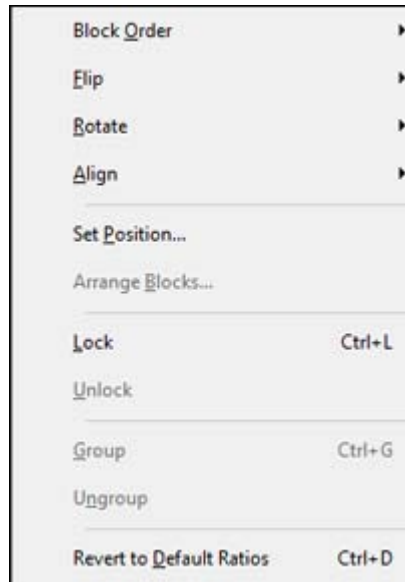 Block Order
Flip
Rotate
Align
Set Position...
Arrange Blocks...
Lock Ctrl+L
Unlock
Group Ctrl+G
Ungroup
Revert to Default Ratios Ctrl+D